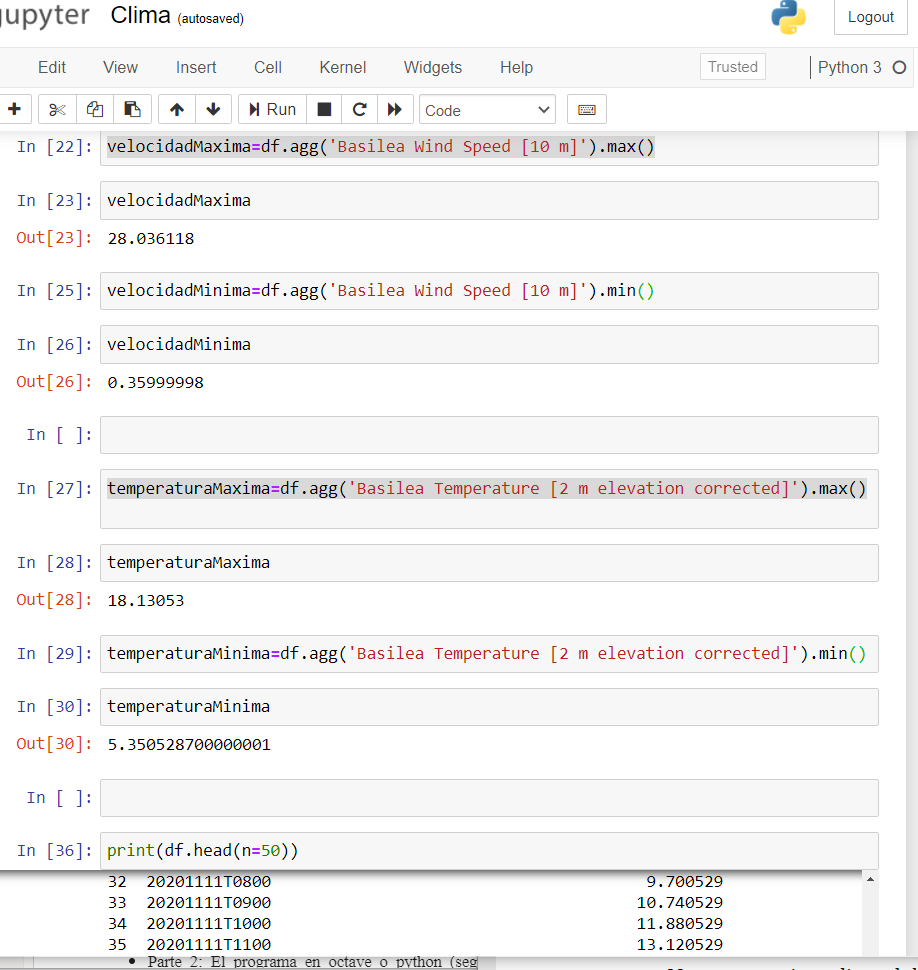 jupyter Clima (autosaved)
Logout
Edit View Insert Cell Kernel Widgets Help Trusted Python 3
Run Code
In [22]: velocidadMaxima=df.agg('Basilea Wind Speed [10 m]').max()
In [23]: velocidadMaxima
Out[23]: 28.036118
In [25]: velocidadMinima=df.agg('Basilea Wind Speed [10 m]').min()
In [26]: velocidadMinima
Out[26]: 0.35999998
In [ ]:
In [27]: temperaturaMaxima=df.agg('Basilea Temperature [2 m elevation corrected]').max()
In [28]: temperaturaMaxima
Out[28]: 18.13053
In [29]: temperaturaMinima=df.agg('Basilea Temperature [2 m elevation corrected]').min()
In [30]: temperaturaMinima
Out[30]: 5.350528700000001
In [ ]:
In [36]: print(df.head(n=50))
32 20201111T0800 9.700529
33 20201111T0900 10.740529
34 20201111T1000 11.880529
35 20201111T1100 13.120529
• Parte 2: El programa en octave o python (seg